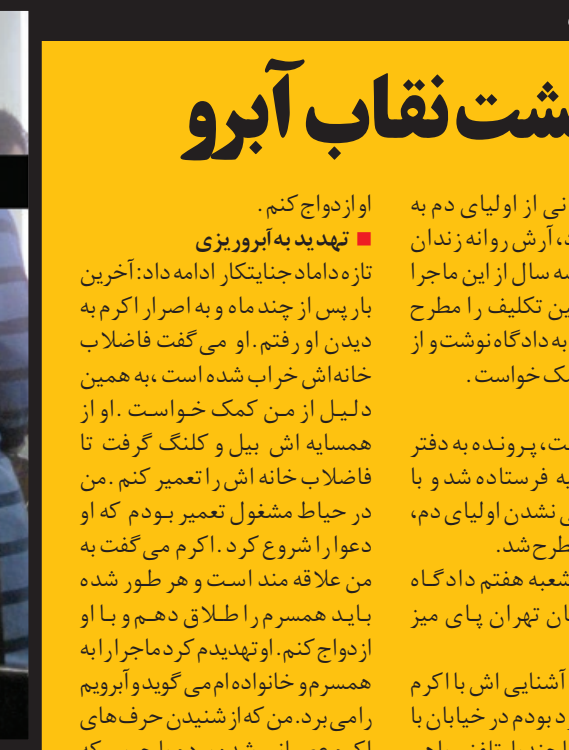 نقاب آبرو
نی از اولیای دم به
آرش روانه زندان
سال از این ماجرا
تکلیف را مطرح
به دادگاه نوشت و از
خواست.
پرونده به دفتر
فرستاده شد و با
نشدن اولیای دم،
شد.
شعبه هفتم دادگاه
تهران پای میز
آشنایی اش با اکرم
بودم در خیابان با
او ازدواج کنم.
■ تهدید به آبروریزی
تازه داماد جنایتکار ادامه داد: آخرین
بار پس از چند ماه و به اصرار اکرم به
دیدن او رفتم. او می گفت فاضلاب
خانه اش خراب شده است ،به همین
دلیل از من کمک خواست .او از
همسایه اش بیل و کلنگ گرفت تا
فاضلاب خانه اش را تعمیر کنم .من
در حیاط مشغول تعمیر بودم که او
دعوا را شروع کرد .اکرم می گفت به
من علاقه مند است و هر طور شده
باید همسرم را طلاق دهم و با او
ازدواج کنم. او تهدیدم کرد ماجرا را به
همسرم و خانواده ام می گوید و آبرویم
را می برد. من که از شنیدن حرف های